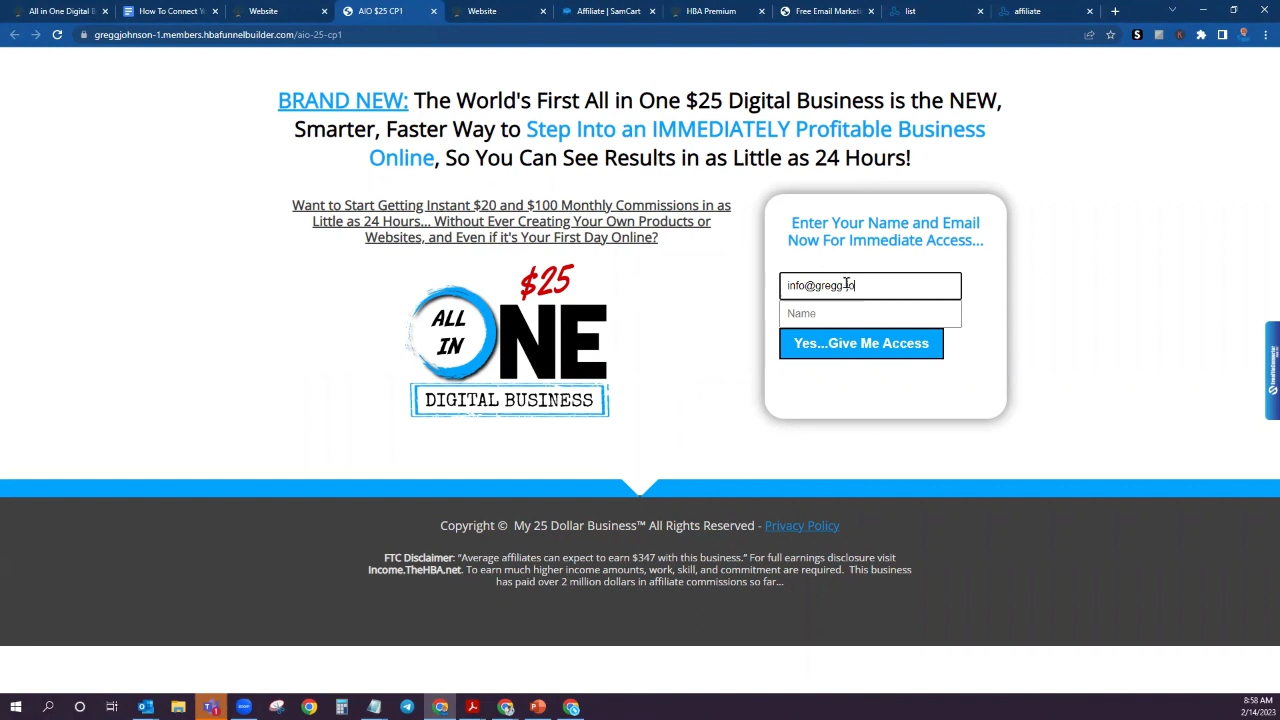 All in One Digital B
How To Connect Y
Website
AIO $25 CP1
Website
Affiliate | SamCart
HBA Premium
Free Email Market
list
affiliate
greggjohnson-1.members.hbafunnelbuilder.com/aio-25-cp1
BRAND NEW: The World's First All in One $25 Digital Business is the NEW,
Smarter, Faster Way to Step Into an IMMEDIATELY Profitable Business
Online, So You Can See Results in as Little as 24 Hours!
Want to Start Getting Instant $20 and $100 Monthly Commissions in as
Little as 24 Hours... Without Ever Creating Your Own Products or
Websites, and Even if it's Your First Day Online?
$25
ALL
IN
ONE
DIGITAL BUSINESS
Enter Your Name and Email
Now For Immediate Access...
info@gregg
Name
Yes...Give Me Access
Copyright © My 25 Dollar Business™ All Rights Reserved - Privacy Policy
FTC Disclaimer: “Average affiliates can expect to earn $347 with this business.” For full earnings disclosure visit
Income.TheHBA.net. To earn much higher income amounts, work, skill, and commitment are required. This business
has paid over 2 million dollars in affiliate commissions so far...
8:58 AM
2/14/2023